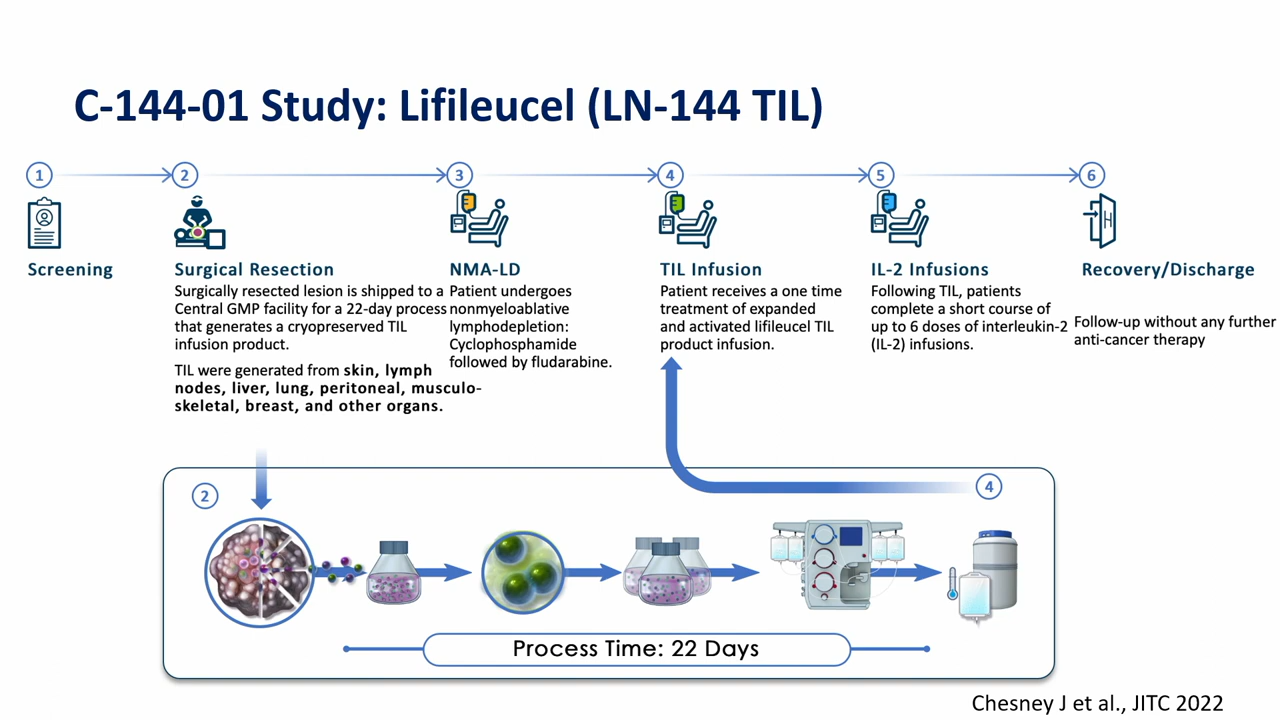 C-144-01 Study: Lifileucel (LN-144 TIL)
1
2
3
4
5
6
Screening
Surgical Resection
Surgically resected lesion is shipped to a
Central GMP facility for a 22-day process
that generates a cryopreserved TIL
infusion product.
TIL were generated from skin, lymph
nodes, liver, lung, peritoneal, musculo-
skeletal, breast, and other organs.
NMA-LD
Patient undergoes
nonmyeloablative
lymphodepletion:
Cyclophosphamide
followed by fludarabine.
TIL Infusion
Patient receives a one time
treatment of expanded
and activated lifileucel TIL
product infusion.
IL-2 Infusions
Following TIL, patients
complete a short course of
up to 6 doses of interleukin-2
(IL-2) infusions.
H
Recovery/Discharge
Follow-up without any further
anti-cancer therapy
2
4
Process Time: 22 Days
Chesney J et al., JITC 2022